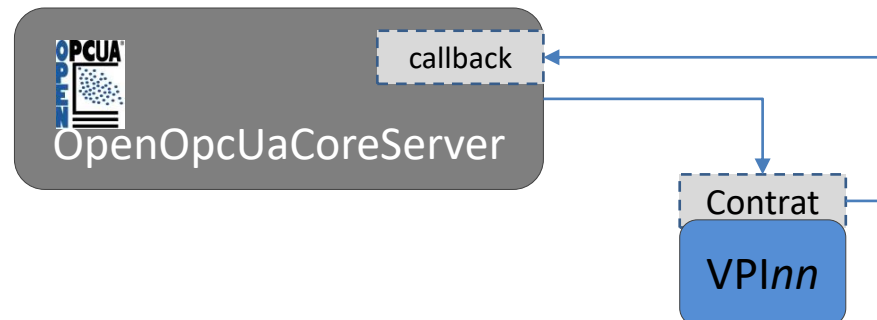 OPCUA
OPEN
callback
OpenOpcUaCoreServer
Contrat
VPInn